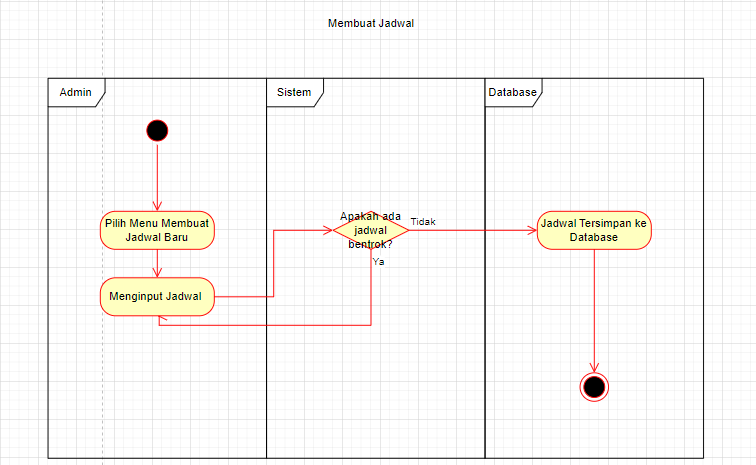 Membuat Jadwal
Admin
Sistem
Database
Pilih Menu Membuat
Jadwal Baru
Menginput Jadwal
Apakah ada
jadwal
bentrok?
Tidak
Ya
Jadwal Tersimpan ke
Database